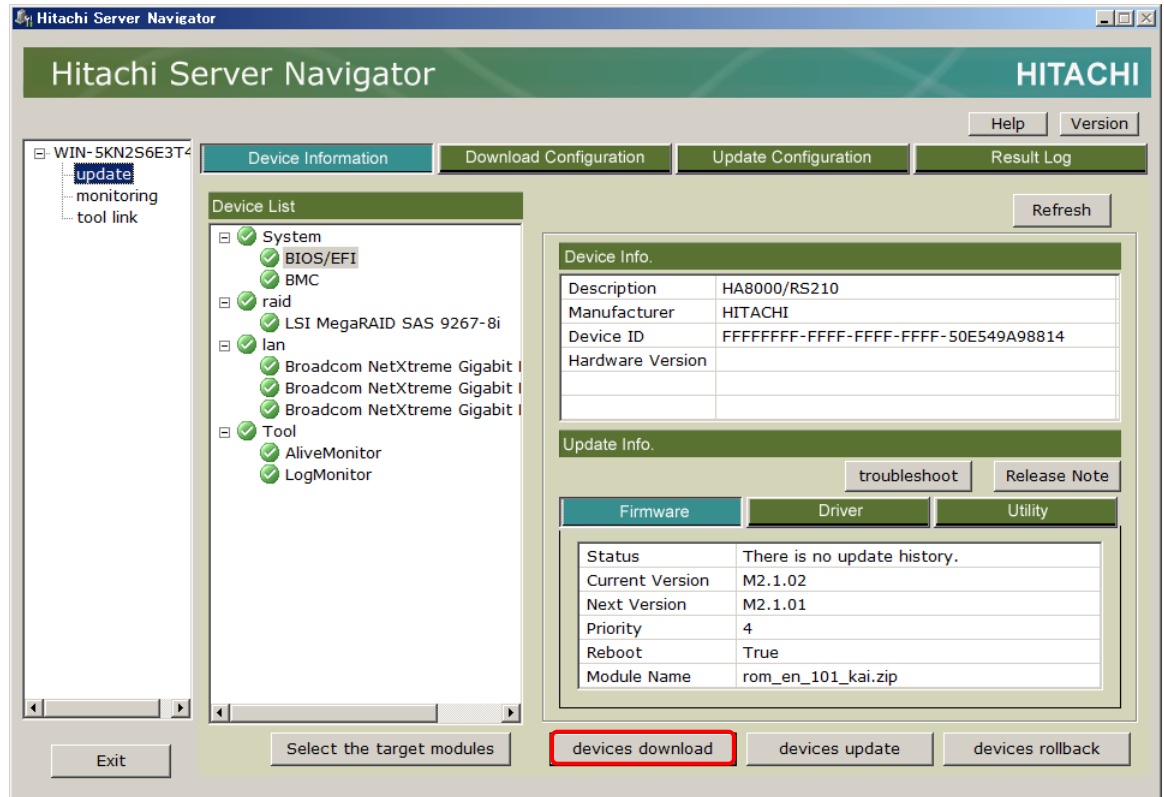 Hitachi Server Navigator
Hitachi Server Navigator
HITACHI
Help
Version
WIN-5KN2S6E3T4
update
monitoring
tool link
Device Information
Download Configuration
Update Configuration
Result Log
Device List
Refresh
System
BIOS/EFI
BMC
raid
LSI MegaRAID SAS 9267-8i
lan
Broadcom NetXtreme Gigabit
Broadcom NetXtreme Gigabit
Broadcom NetXtreme Gigabit
Tool
AliveMonitor
LogMonitor
Device Info.
Description HA8000/RS210
Manufacturer HITACHI
Device ID FFFFFFFF-FFFF-FFFF-FFFF-50E549A98814
Hardware Version
Update Info.
troubleshoot
Release Note
Firmware
Driver
Utility
Status There is no update history.
Current Version M2.1.02
Next Version M2.1.01
Priority 4
Reboot True
Module Name rom_en_101_kai.zip
Select the target modules
devices download
devices update
devices rollback
Exit